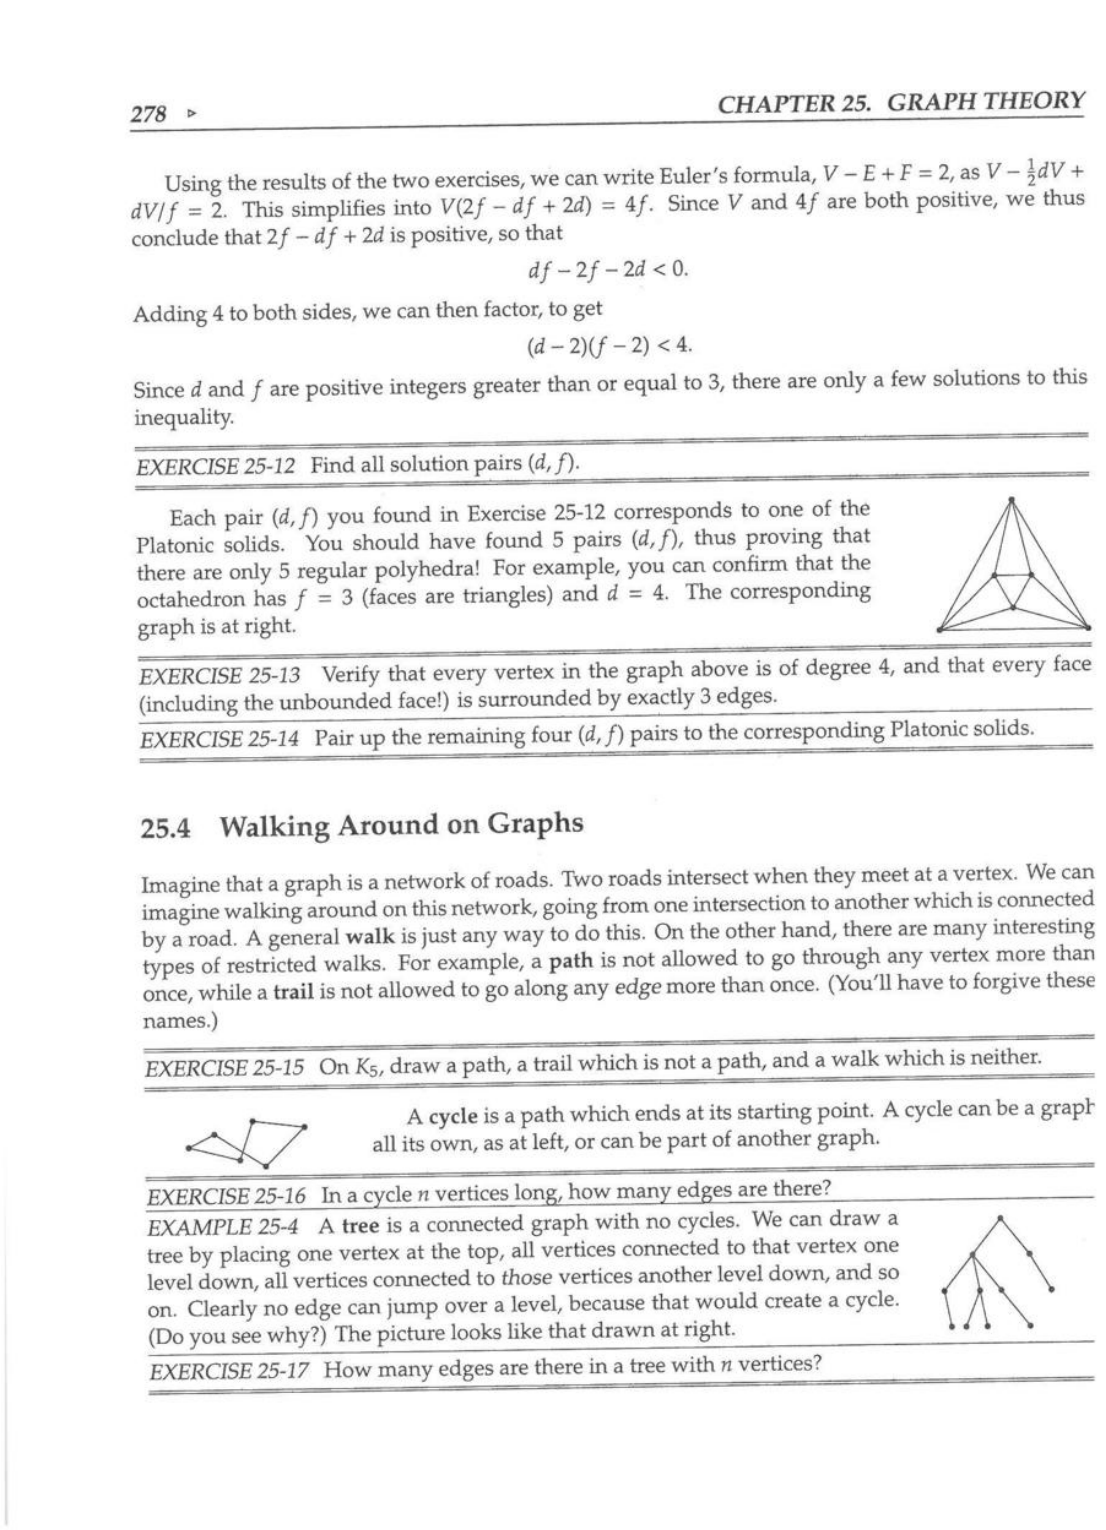 278 ▹ CHAPTER 25. GRAPH THEORY
Using the results of the two exercises, we can write Euler's formula, V − E + F = 2, as V − ½dV +
dV/f = 2. This simplifies into V(2f − df + 2d) = 4f. Since V and 4f are both positive, we thus
conclude that 2f − df + 2d is positive, so that
df − 2f − 2d < 0.
Adding 4 to both sides, we can then factor, to get
(d − 2)(f − 2) < 4.
Since d and f are positive integers greater than or equal to 3, there are only a few solutions to this
inequality.
EXERCISE 25-12 Find all solution pairs (d, f).
Each pair (d, f) you found in Exercise 25-12 corresponds to one of the
Platonic solids. You should have found 5 pairs (d, f), thus proving that
there are only 5 regular polyhedra! For example, you can confirm that the
octahedron has f = 3 (faces are triangles) and d = 4. The corresponding
graph is at right.
EXERCISE 25-13 Verify that every vertex in the graph above is of degree 4, and that every face
(including the unbounded face!) is surrounded by exactly 3 edges.
EXERCISE 25-14 Pair up the remaining four (d, f) pairs to the corresponding Platonic solids.
25.4 Walking Around on Graphs
Imagine that a graph is a network of roads. Two roads intersect when they meet at a vertex. We can
imagine walking around on this network, going from one intersection to another which is connected
by a road. A general walk is just any way to do this. On the other hand, there are many interesting
types of restricted walks. For example, a path is not allowed to go through any vertex more than
once, while a trail is not allowed to go along any edge more than once. (You'll have to forgive these
names.)
EXERCISE 25-15 On K₅, draw a path, a trail which is not a path, and a walk which is neither.
A cycle is a path which ends at its starting point. A cycle can be a graph
all its own, as at left, or can be part of another graph.
EXERCISE 25-16 In a cycle n vertices long, how many edges are there?
EXAMPLE 25-4 A tree is a connected graph with no cycles. We can draw a
tree by placing one vertex at the top, all vertices connected to that vertex one
level down, all vertices connected to those vertices another level down, and so
on. Clearly no edge can jump over a level, because that would create a cycle.
(Do you see why?) The picture looks like that drawn at right.
EXERCISE 25-17 How many edges are there in a tree with n vertices?